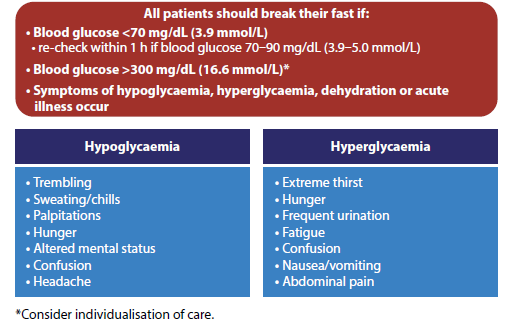 All patients should break their fast if:
• Blood glucose <70 mg/dL (3.9 mmol/L)
• re-check within 1 h if blood glucose 70–90 mg/dL (3.9–5.0 mmol/L)
• Blood glucose >300 mg/dL (16.6 mmol/L)*
• Symptoms of hypoglycaemia, hyperglycaemia, dehydration or acute
illness occur
Hypoglycaemia
• Trembling
• Sweating/chills
• Palpitations
• Hunger
• Altered mental status
• Confusion
• Headache
Hyperglycaemia
• Extreme thirst
• Hunger
• Frequent urination
• Fatigue
• Confusion
• Nausea/vomiting
• Abdominal pain
*Consider individualisation of care.